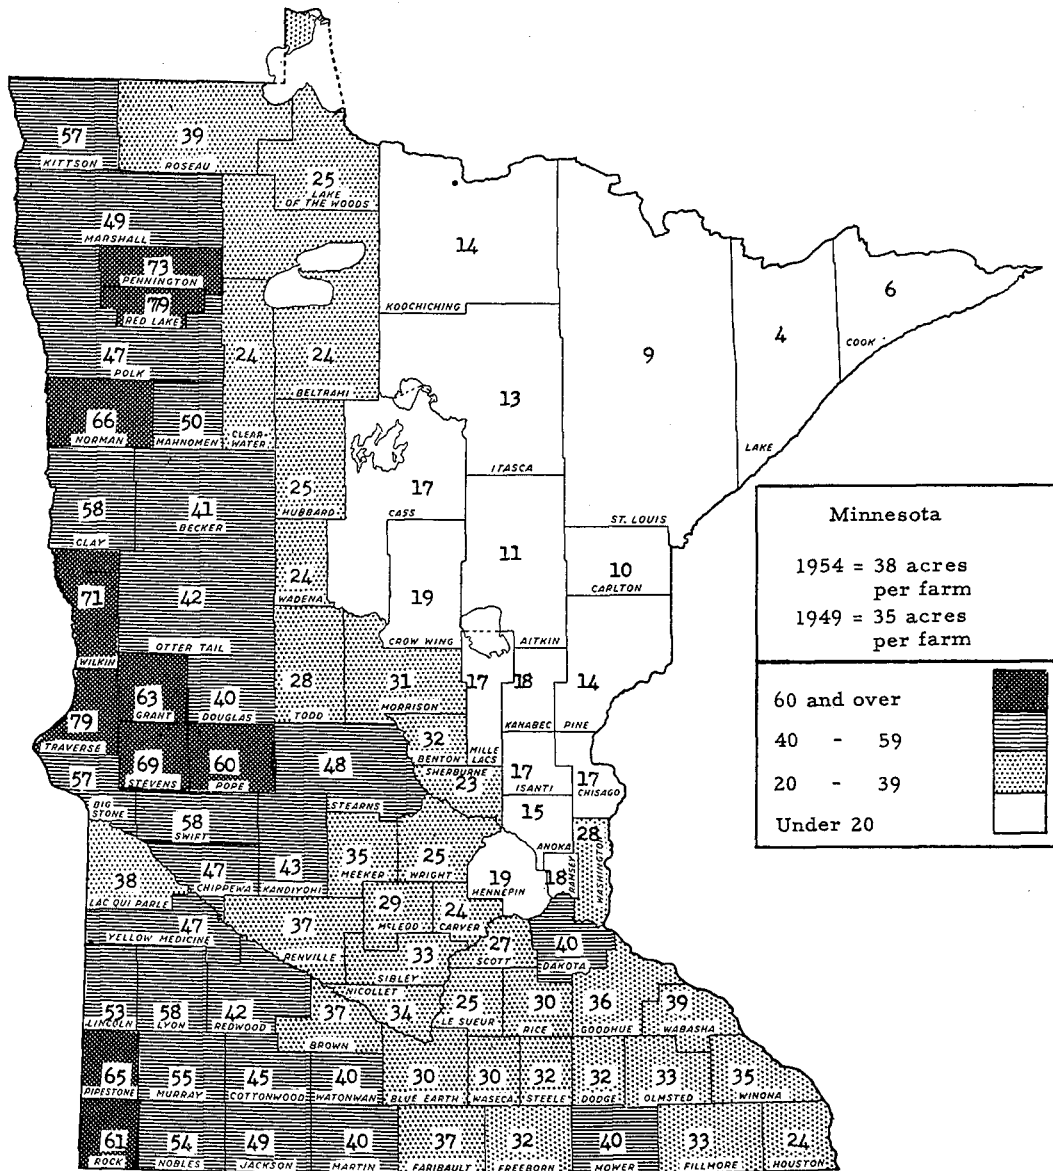 57
KITTSON
39
ROSEAU
25
LAKE
OF THE WOODS
49
MARSHALL
73
PENNINGTON
79
RED LAKE
14
KOOCHICHING
6
COOK
4
LAKE
9
ST. LOUIS
47
POLK
24
CLEAR-
WATER
24
BELTRAMI
13
ITASCA
66
NORMAN
50
MAHNOMEN
25
HUBBARD
17
CASS
58
CLAY
41
BECKER
11
AITKIN
10
CARLTON
71
WILKIN
42
OTTER TAIL
24
WADENA
19
CROW WING
Minnesota
1954 = 38 acres
per farm
1949 = 35 acres
per farm
60 and over
40 - 59
20 - 39
Under 20
79
TRAVERSE
63
GRANT
40
DOUGLAS
28
TODD
31
MORRISON
17
MILLE
LACS
18
KANABEC
14
PINE
57
BIG
STONE
69
STEVENS
60
POPE
48
STEARNS
32
BENTON
SHERBURNE
23
17
ISANTI
17
CHISAGO
58
SWIFT
15
ANOKA
38
LAC QUI PARLE
47
CHIPPEWA
43
KANDIYOHI
35
MEEKER
25
WRIGHT
19
HENNEPIN
18
RAMSEY
28
WASHINGTON
47
YELLOW MEDICINE
37
RENVILLE
29
McLEOD
24
CARVER
33
SIBLEY
27
SCOTT
40
DAKOTA
53
LINCOLN
58
LYON
42
REDWOOD
37
BROWN
NICOLLET
34
25
LE SUEUR
30
RICE
36
GOODHUE
39
WABASHA
65
PIPESTONE
55
MURRAY
45
COTTONWOOD
40
WATONWAN
30
BLUE EARTH
30
WASECA
32
STEELE
32
DODGE
33
OLMSTED
35
WINONA
61
ROCK
54
NOBLES
49
JACKSON
40
MARTIN
37
FARIBAULT
32
FREEBORN
40
MOWER
33
FILLMORE
24
HOUSTON